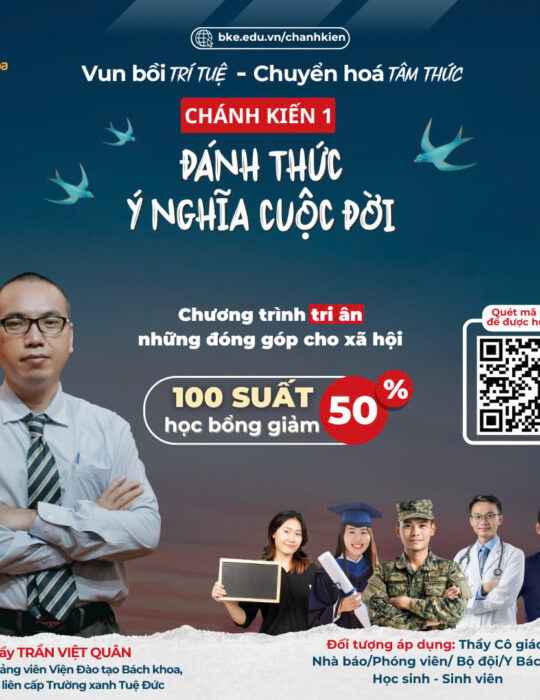 bke.edu.vn/chanhkien
Vun bồi TRÍ TUỆ - Chuyển hoá TÂM THỨC
CHÁNH KIẾN 1
ĐÁNH THỨC
Ý NGHĨA CUỘC ĐỜI
Chương trình tri ân
những đóng góp cho xã hội
Quét mã
để được
100 SUẤT
học bổng giảm
50%
TRẦN VIỆT QUÂN
Viện Đào tạo Bách khoa,
liên cấp Trường xanh Tuệ Đức
Đối tượng áp dụng: Thầy Cô
Nhà báo/Phóng viên/ Bộ đội/Y Bác
Học sinh - Sinh viên